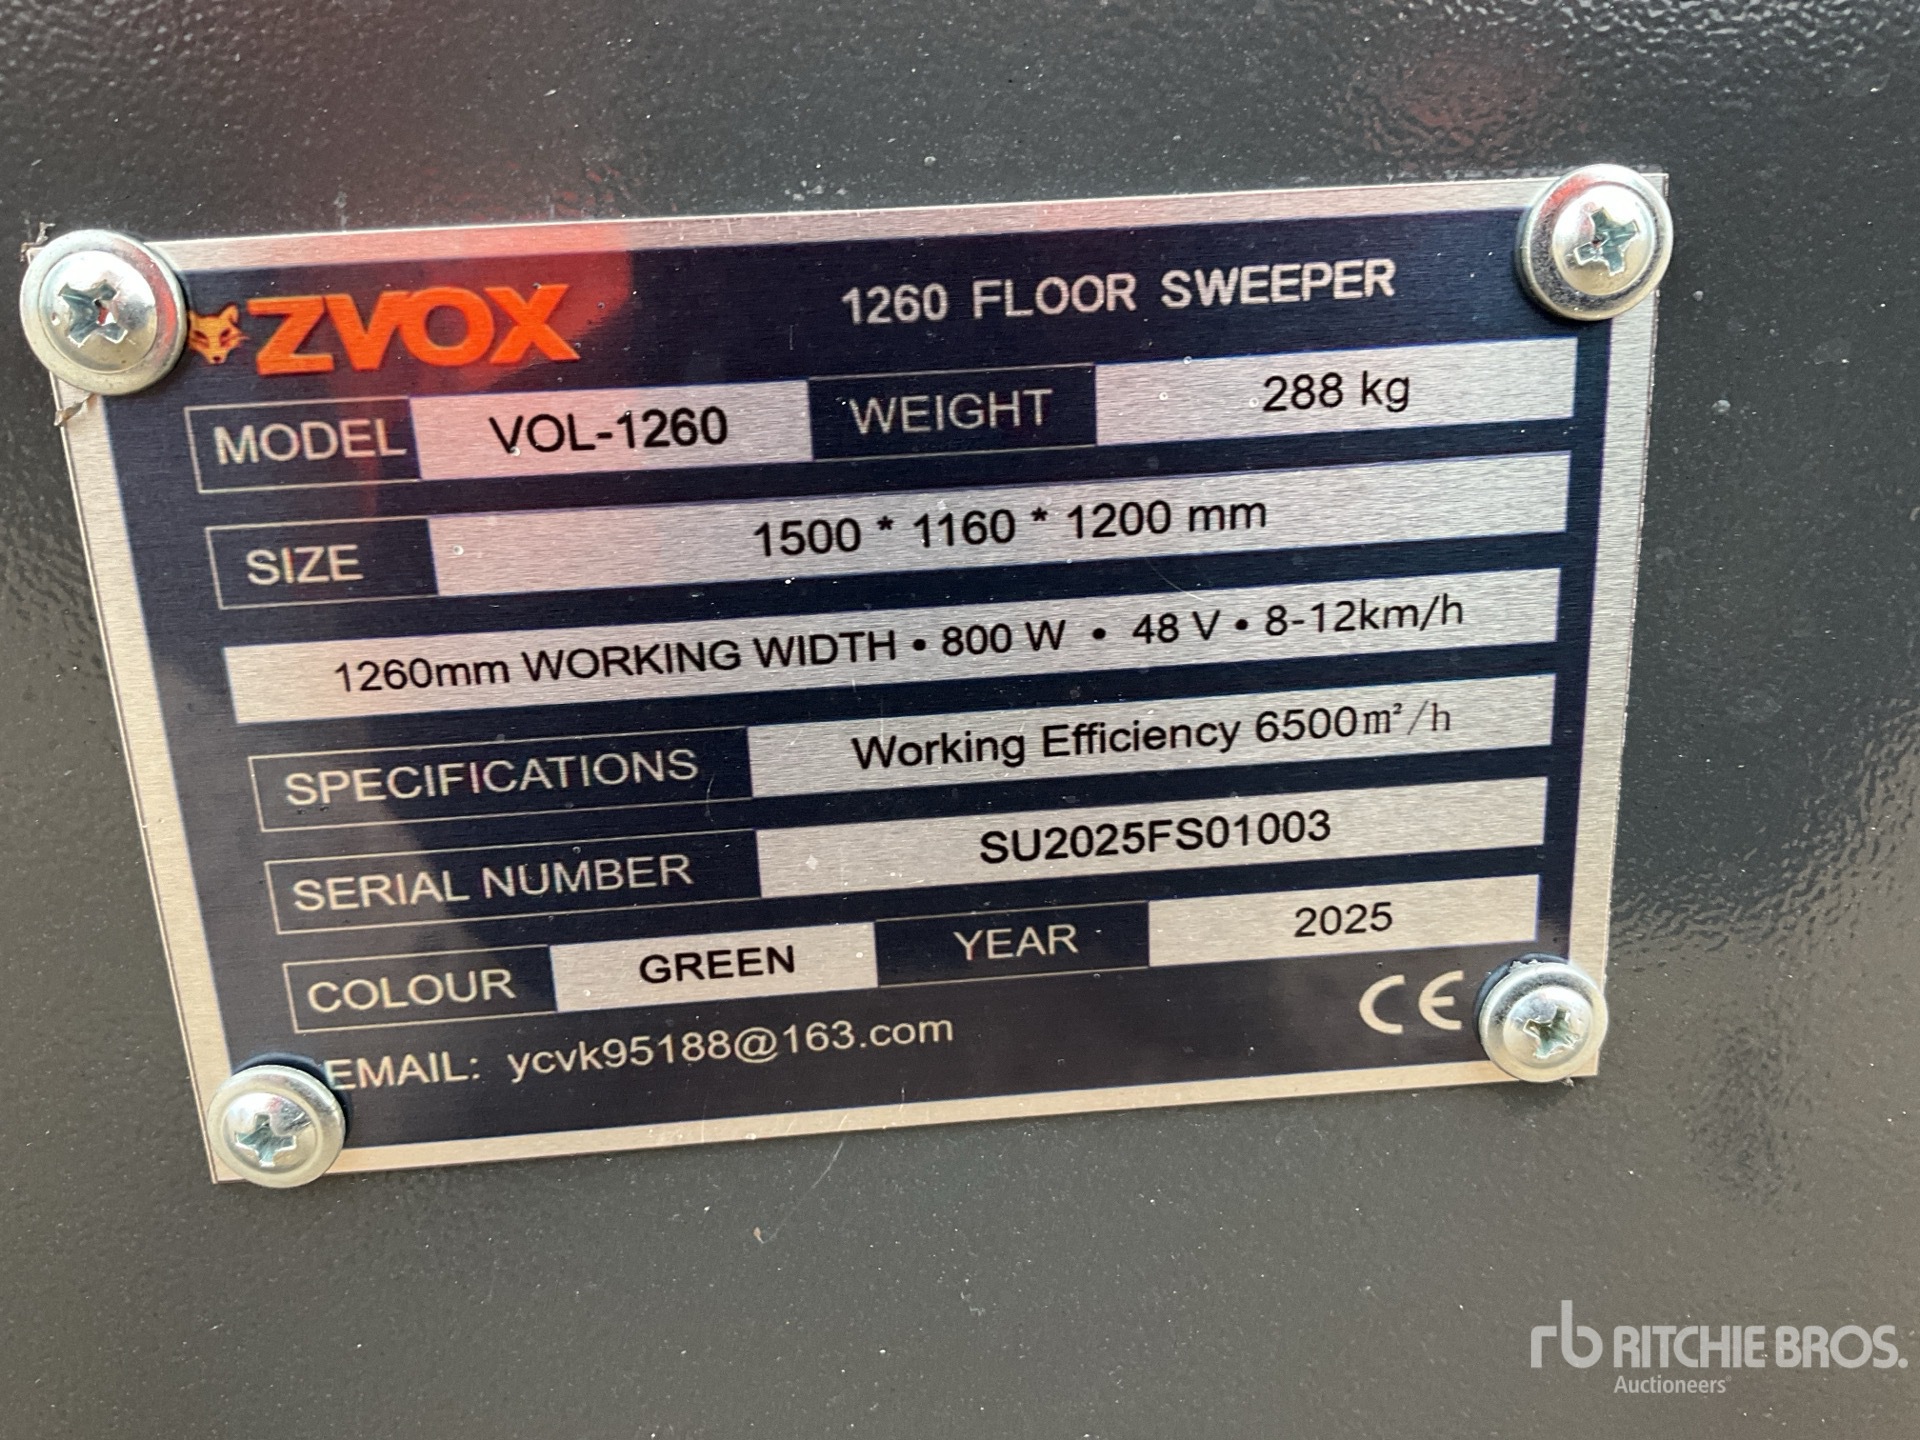 ZVOX 1260 FLOOR SWEEPER
MODEL VOL-1260 WEIGHT 288 kg
SIZE 1500 * 1160 * 1200 mm
1260mm WORKING WIDTH • 800 W • 48 V • 8-12km/h
SPECIFICATIONS Working Efficiency 6500m²/h
SERIAL NUMBER SU2025FS01003
COLOUR GREEN YEAR 2025
EMAIL: ycvk95188@163.com CE
rb RITCHIE BROS.
Auctioneers